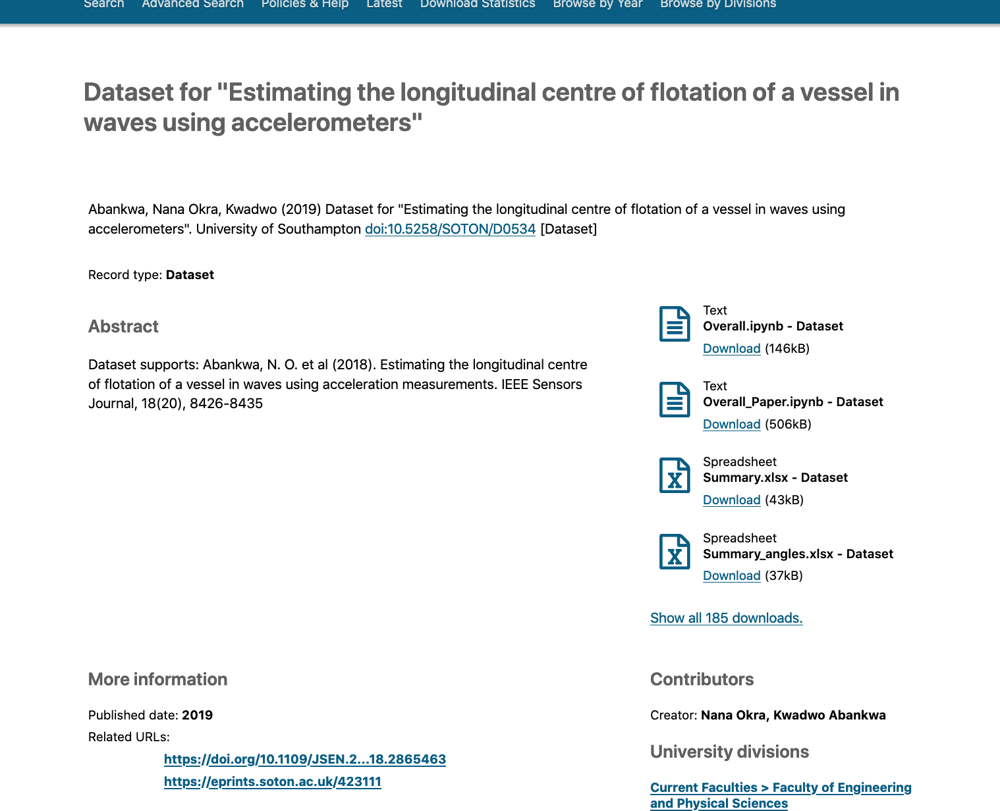 Search Advanced Search Policies & Help Latest Download Statistics Browse by Year Browse by Divisions
Dataset for "Estimating the longitudinal centre of flotation of a vessel in
waves using accelerometers"
Abankwa, Nana Okra, Kwadwo (2019) Dataset for "Estimating the longitudinal centre of flotation of a vessel in waves using
accelerometers". University of Southampton doi:10.5258/SOTON/D0534 [Dataset]
Record type: Dataset
Abstract
Dataset supports: Abankwa, N. O. et al (2018). Estimating the longitudinal centre
of flotation of a vessel in waves using acceleration measurements. IEEE Sensors
Journal, 18(20), 8426-8435
Text
Overall.ipynb - Dataset
Download (146kB)
Text
Overall_Paper.ipynb - Dataset
Download (506kB)
Spreadsheet
Summary.xlsx - Dataset
Download (43kB)
Spreadsheet
Summary_angles.xlsx - Dataset
Download (37kB)
Show all 185 downloads.
More information
Published date: 2019
Related URLs:
https://doi.org/10.1109/JSEN.2...18.2865463
https://eprints.soton.ac.uk/423111
Contributors
Creator: Nana Okra, Kwadwo Abankwa
University divisions
Current Faculties > Faculty of Engineering
and Physical Sciences